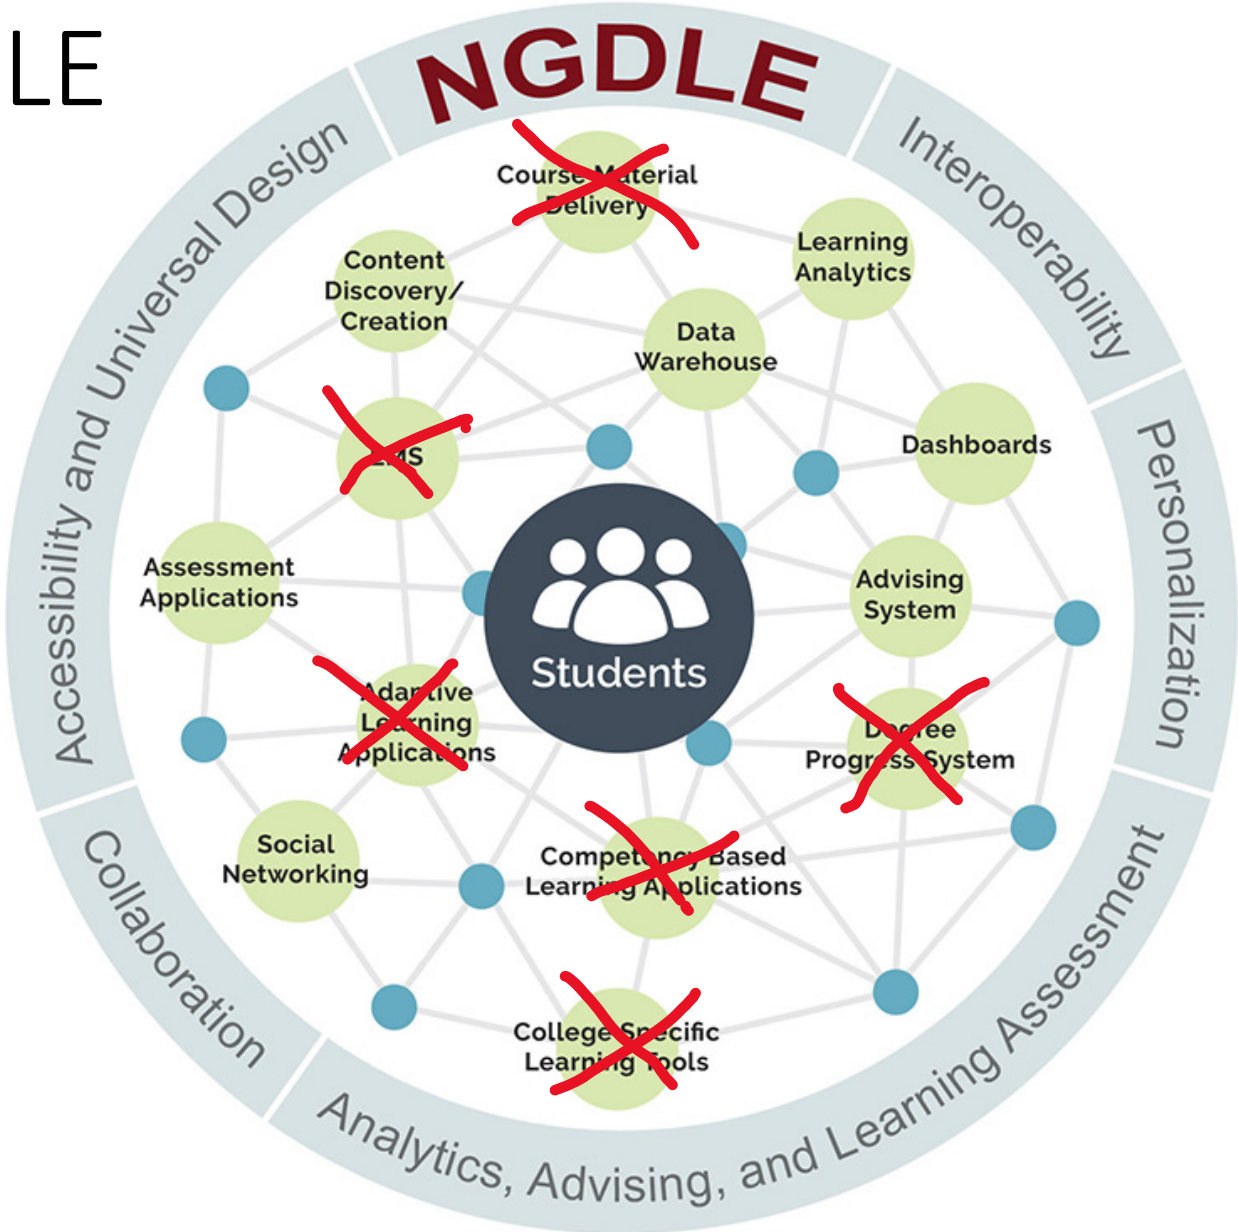 LE
NGDLE
Interoperability
Personalization
Analytics, Advising, and Learning Assessment
Collaboration
Accessibility and Universal Design
Course Material
Delivery
Learning
Analytics
Content
Discovery/
Creation
Data
Warehouse
Dashboards
LMS
Assessment
Applications
Advising
System
Students
Adaptive
Learning
Applications
Degree
Progress System
Social
Networking
Competency Based
Learning Applications
College Specific
Learning Tools